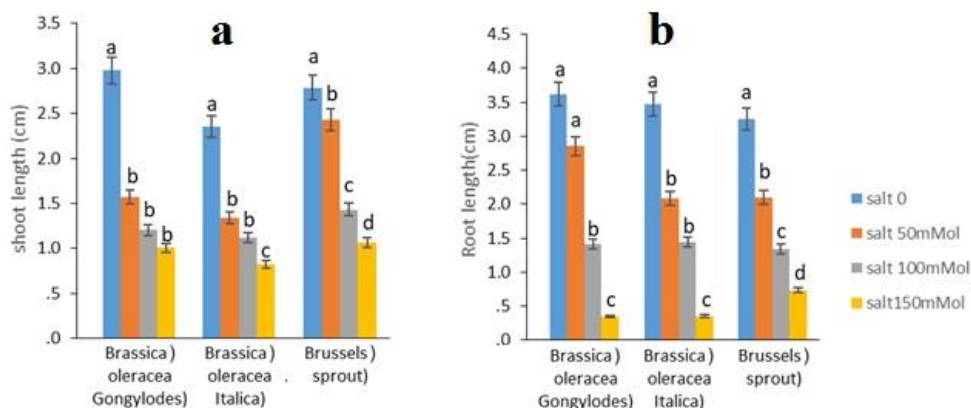 a
shoot length (cm)
3.5
3.0
2.5
2.0
1.5
1.0
.5
.0
a
b
b
b
a
b
b
c
a
b
c
d
Brassica)
oleracea
Gongylodes)
Brassica)
oleracea .
Italica)
Brussels)
sprout)
b
Root length(cm)
4.5
4.0
3.5
3.0
2.5
2.0
1.5
1.0
.5
.0
a
a
b
c
a
b
b
c
a
b
c
d
Brassica)
oleracea
Gongylodes)
Brassica)
oleracea
Italica)
Brussels)
sprout)
salt 0
salt 50mMol
salt 100mMol
salt150mMol